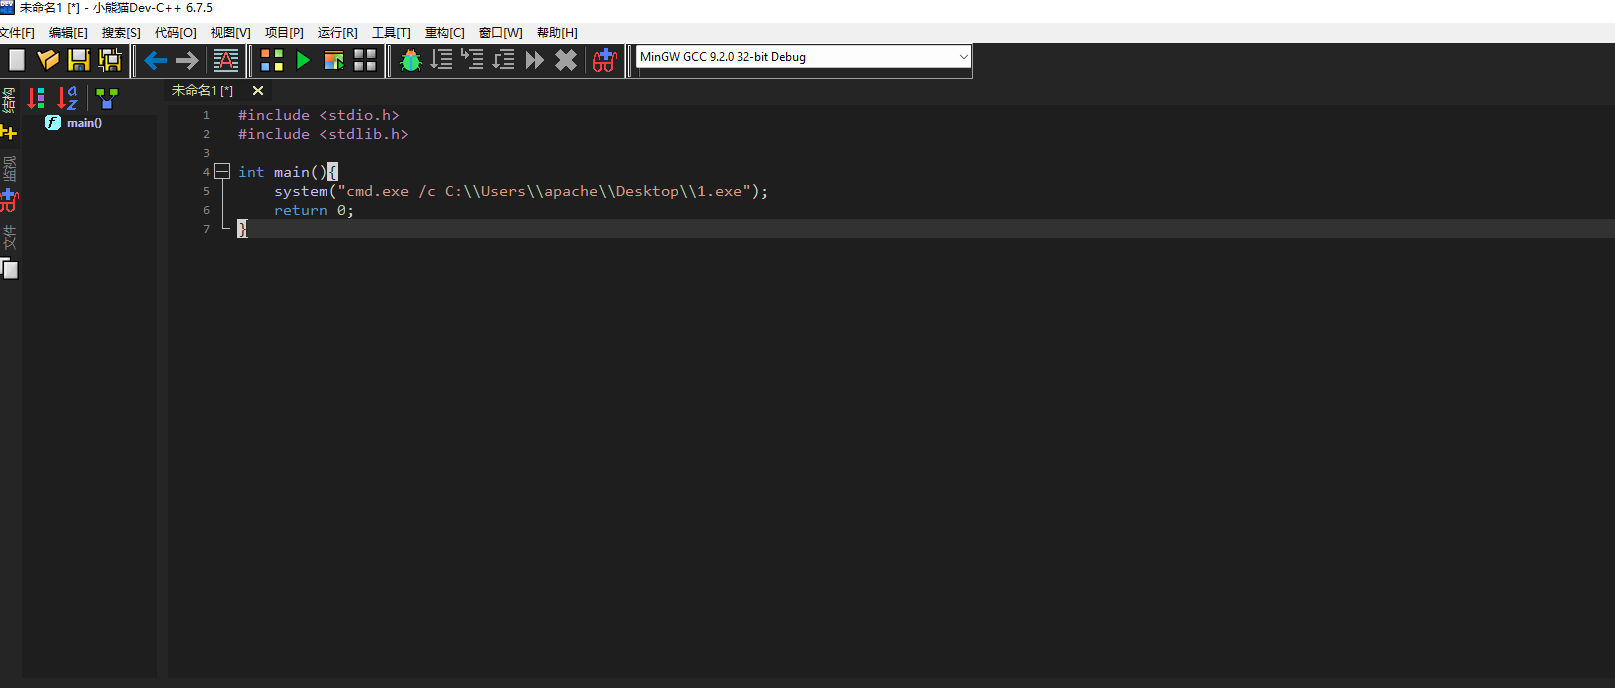 未命名1 [*] - 小熊猫Dev-C++ 6.7.5
文件[F] 编辑[E] 搜索[S] 代码[O] 视图[V] 项目[P] 运行[R] 工具[T] 重构[C] 窗口[W] 帮助[H]
MinGW GCC 9.2.0 32-bit Debug
结构
监视
文件
main()
未命名1 [*]
1 #include <stdio.h>
2 #include <stdlib.h>
3
4 int main(){
5 system("cmd.exe /c C:\\Users\\apache\\Desktop\\1.exe");
6 return 0;
7 }